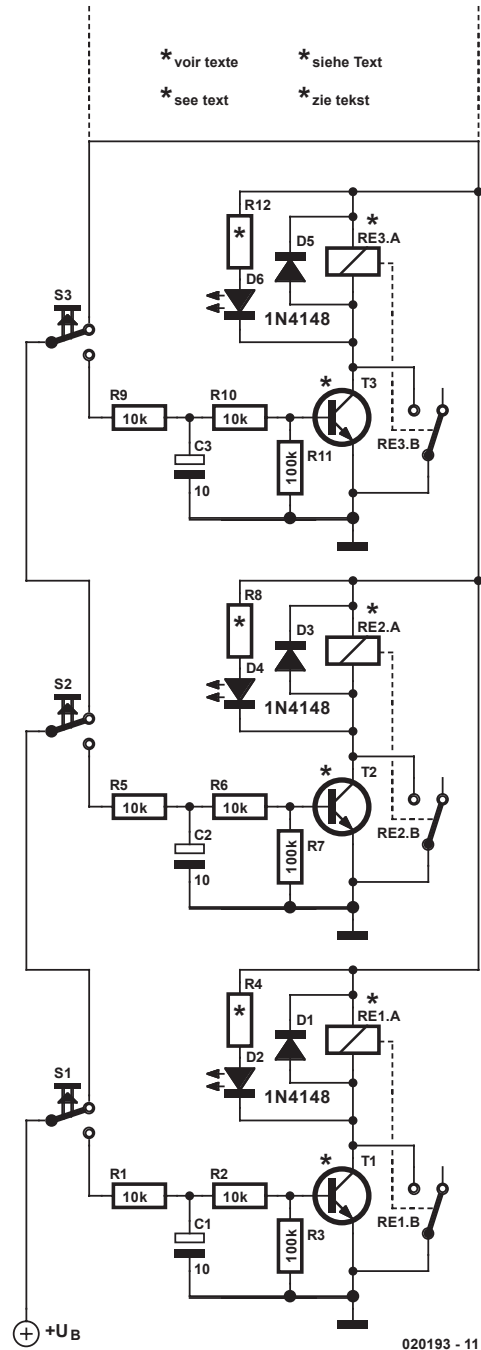 *voir texte *siehe Text
*see text *zie tekst
R12
*
D5
*
RE3.A
D6
1N4148
S3
R9
10k
R10
10k
*
T3
C3
10
R11
100k
RE3.B
R8
*
D3
*
RE2.A
D4
1N4148
S2
R5
10k
R6
10k
*
T2
C2
10
R7
100k
RE2.B
R4
*
D1
*
RE1.A
D2
1N4148
S1
R1
10k
R2
10k
*
T1
C1
10
R3
100k
RE1.B
+UB
020193 - 11